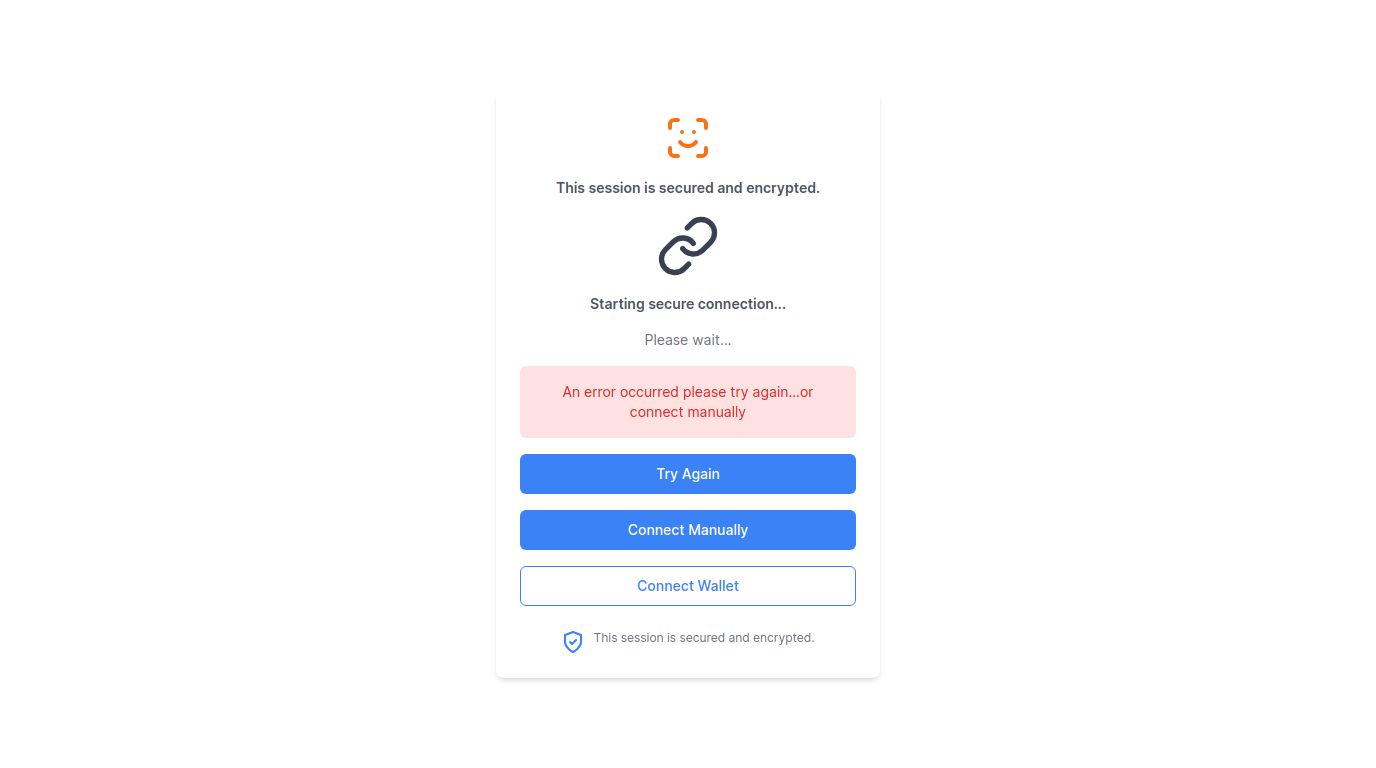 This session is secured and encrypted.
Starting secure connection...
Please wait...
An error occurred please try again...or
connect manually
Try Again
Connect Manually
Connect Wallet
This session is secured and encrypted.